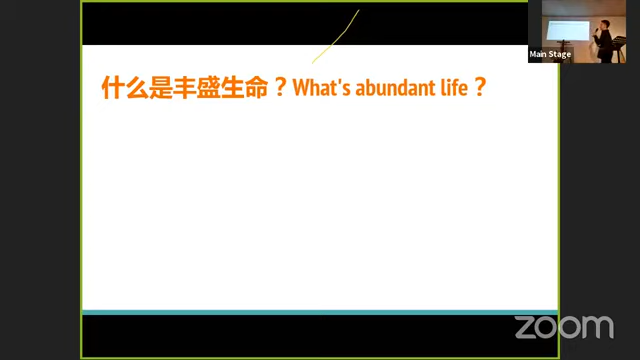 Main Stage
什么是丰盛生命？What's abundant life？
zoom